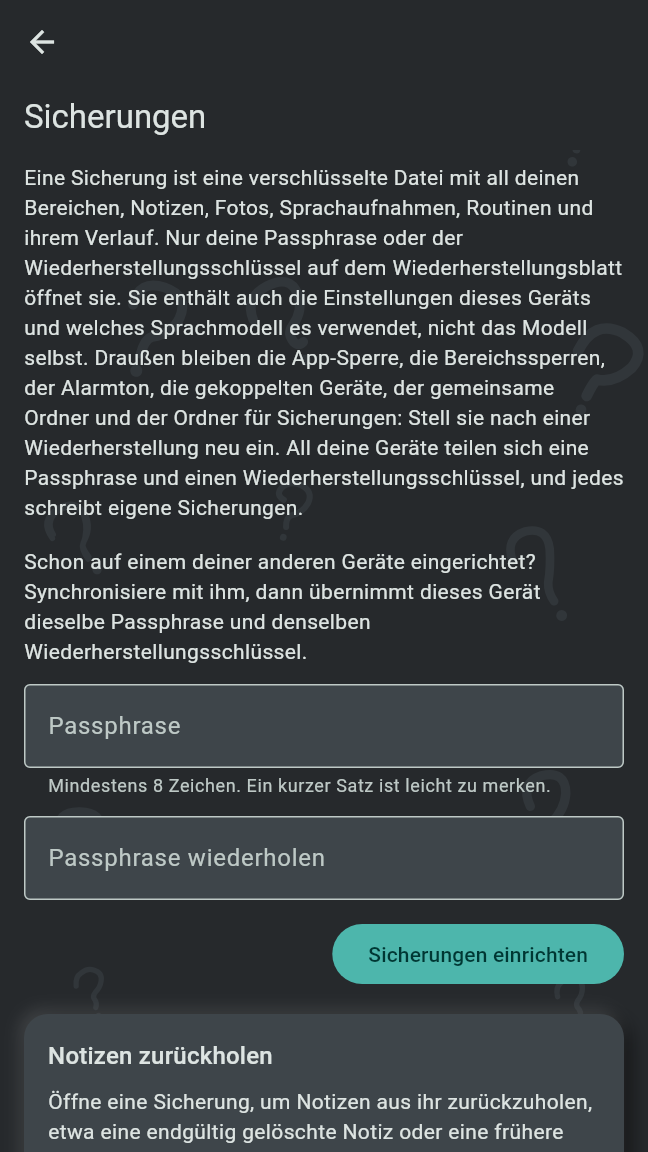 Sicherungen
Eine Sicherung ist eine verschlüsselte Datei mit all deinen
Bereichen, Notizen, Fotos, Sprachaufnahmen, Routinen und
ihrem Verlauf. Nur deine Passphrase oder der
Wiederherstellungsschlüssel auf dem Wiederherstellungsblatt
öffnet sie. Sie enthält auch die Einstellungen dieses Geräts
und welches Sprachmodell es verwendet, nicht das Modell
selbst. Draußen bleiben die App-Sperre, die Bereichssperren,
der Alarmton, die gekoppelten Geräte, der gemeinsame
Ordner und der Ordner für Sicherungen: Stell sie nach einer
Wiederherstellung neu ein. All deine Geräte teilen sich eine
Passphrase und einen Wiederherstellungsschlüssel, und jedes
schreibt eigene Sicherungen.
Schon auf einem deiner anderen Geräte eingerichtet?
Synchronisiere mit ihm, dann übernimmt dieses Gerät
dieselbe Passphrase und denselben
Wiederherstellungsschlüssel.
Passphrase
Mindestens 8 Zeichen. Ein kurzer Satz ist leicht zu merken.
Passphrase wiederholen
Sicherungen einrichten
Notizen zurückholen
Öffne eine Sicherung, um Notizen aus ihr zurückzuholen,
etwa eine endgültig gelöschte Notiz oder eine frühere